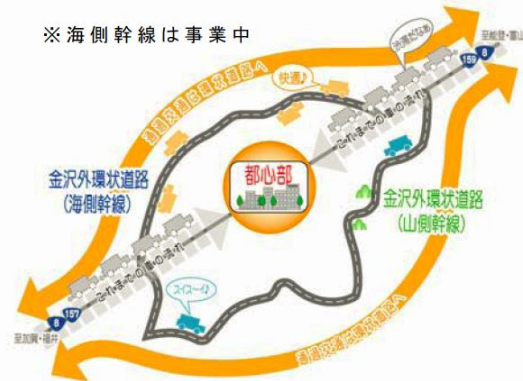 ※海側幹線は事業中
至能登・富山
8
159
渋滞だなぁ
快適♪
通過交通は環状道路へ
これまでの車の流れ
都心部
金沢外環状道路
(海側幹線)
金沢外環状道路
(山側幹線)
これまでの車の流れ
スイスーイ♪
157
8
至加賀・福井
通過交通は環状道路へ